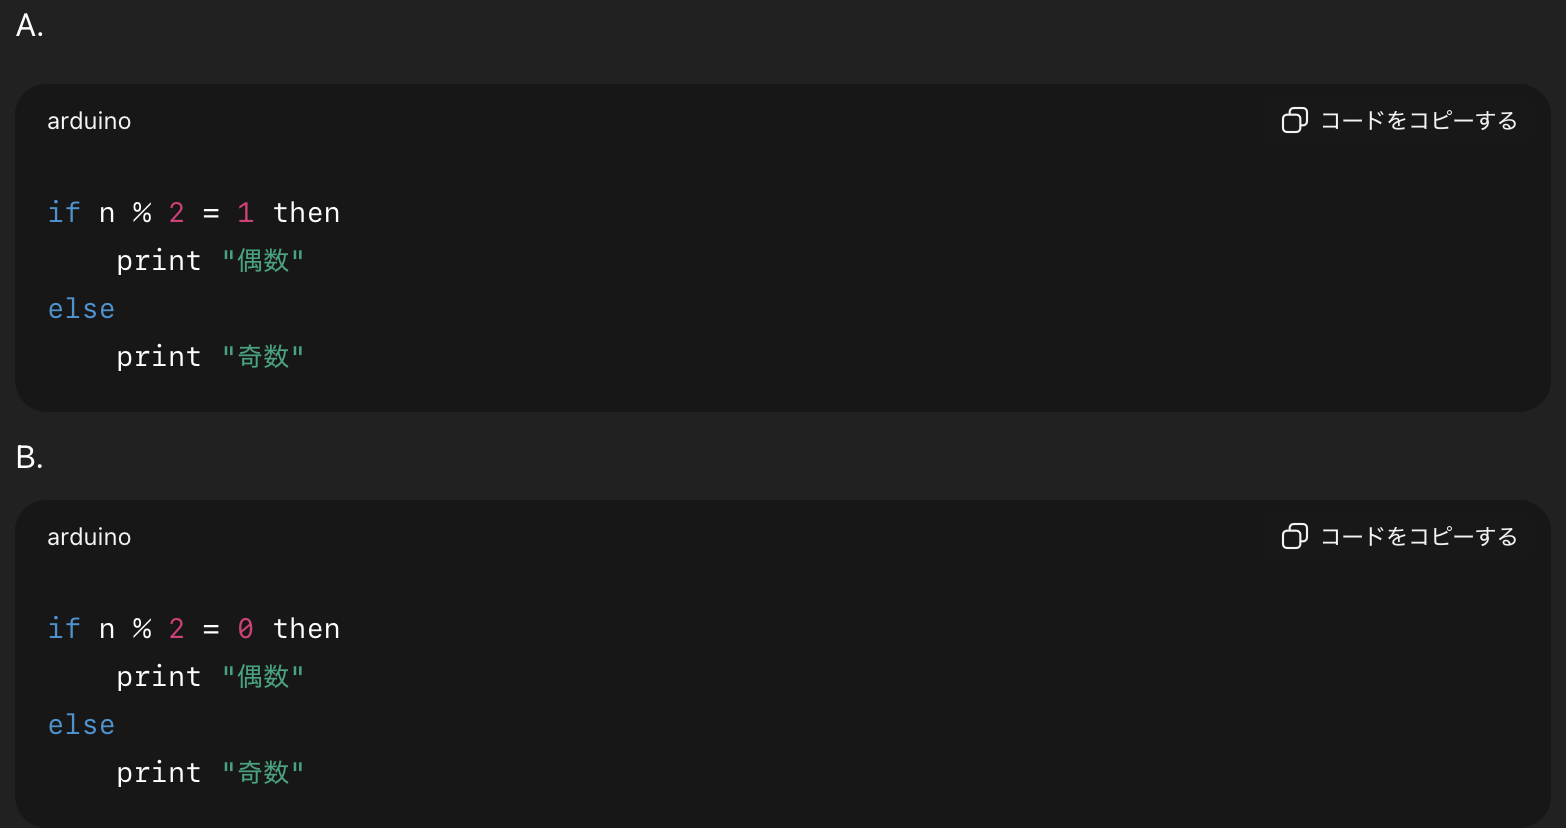 A.
arduino
コードをコピーする
if n % 2 = 1 then
    print "偶数"
else
    print "奇数"
B.
arduino
コードをコピーする
if n % 2 = 0 then
    print "偶数"
else
    print "奇数"